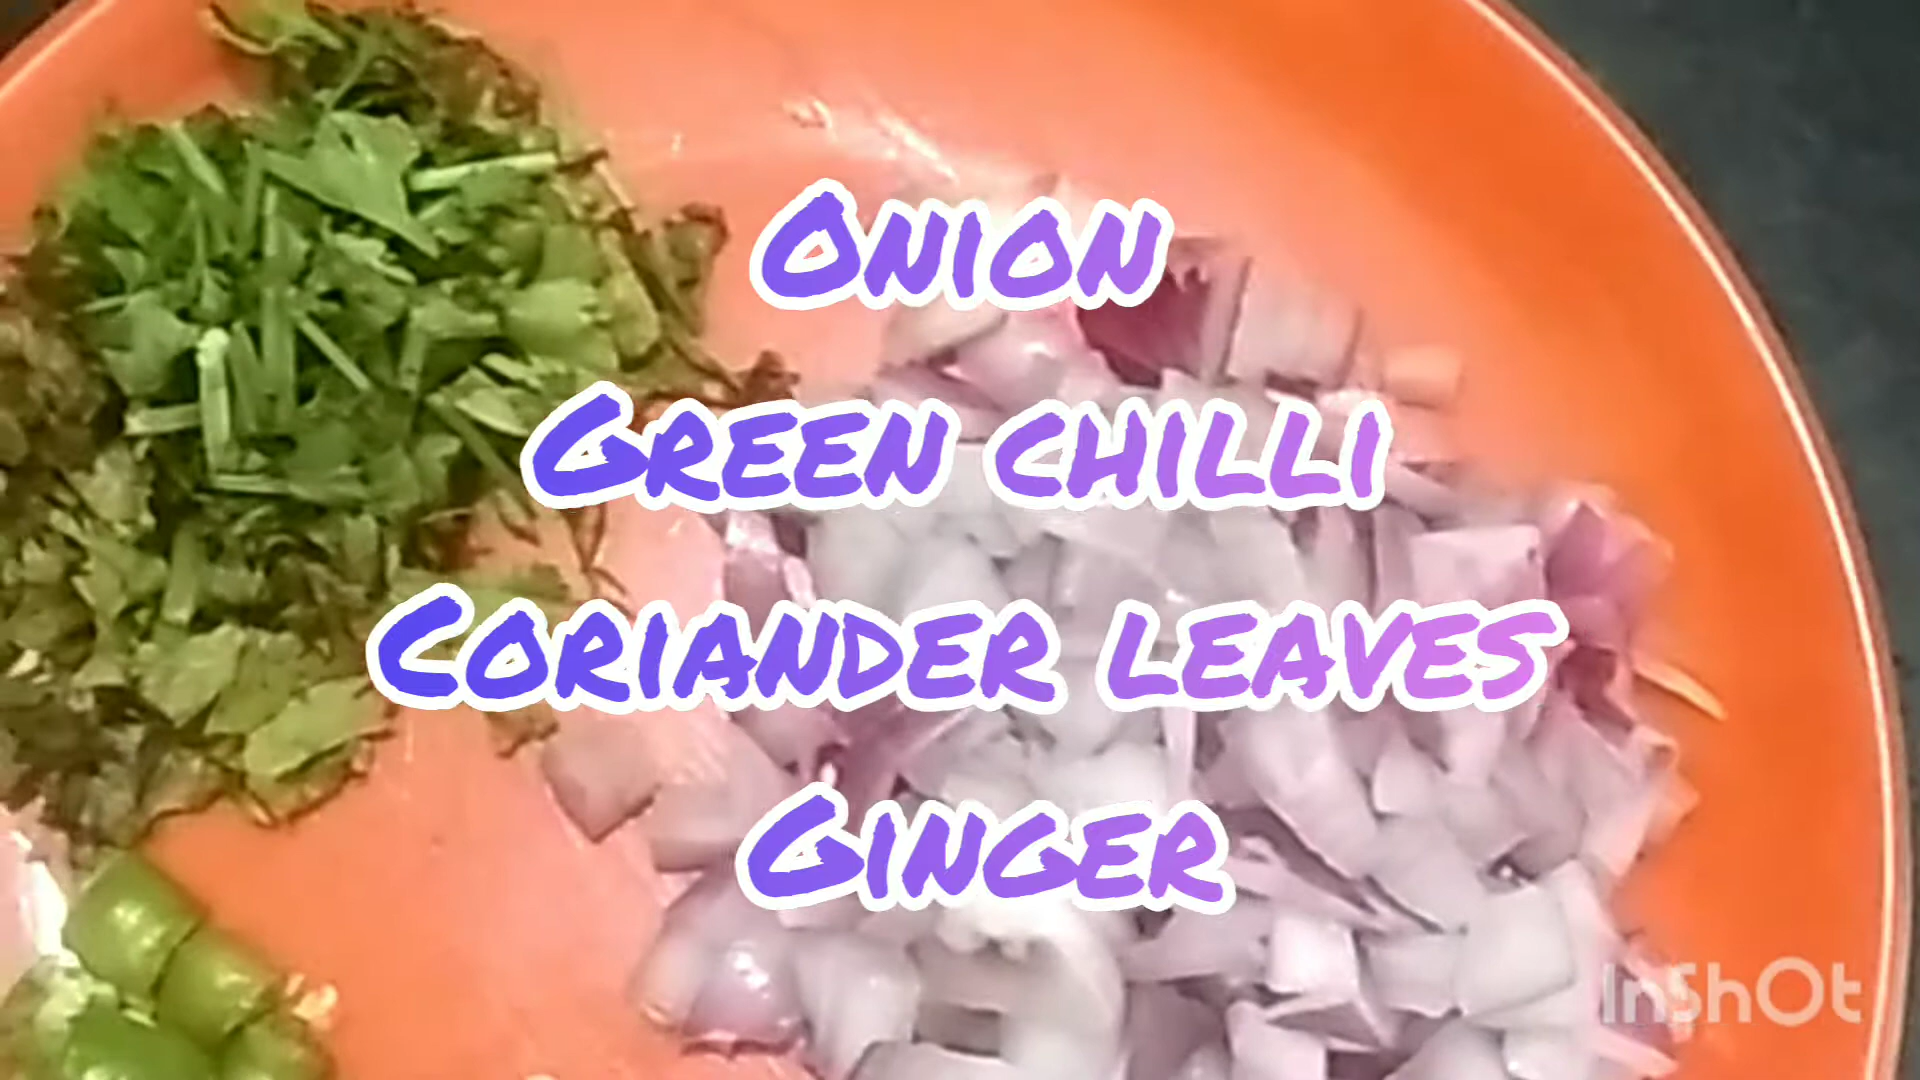 Onion
Green chilli
Coriander leaves
Ginger
InShOt